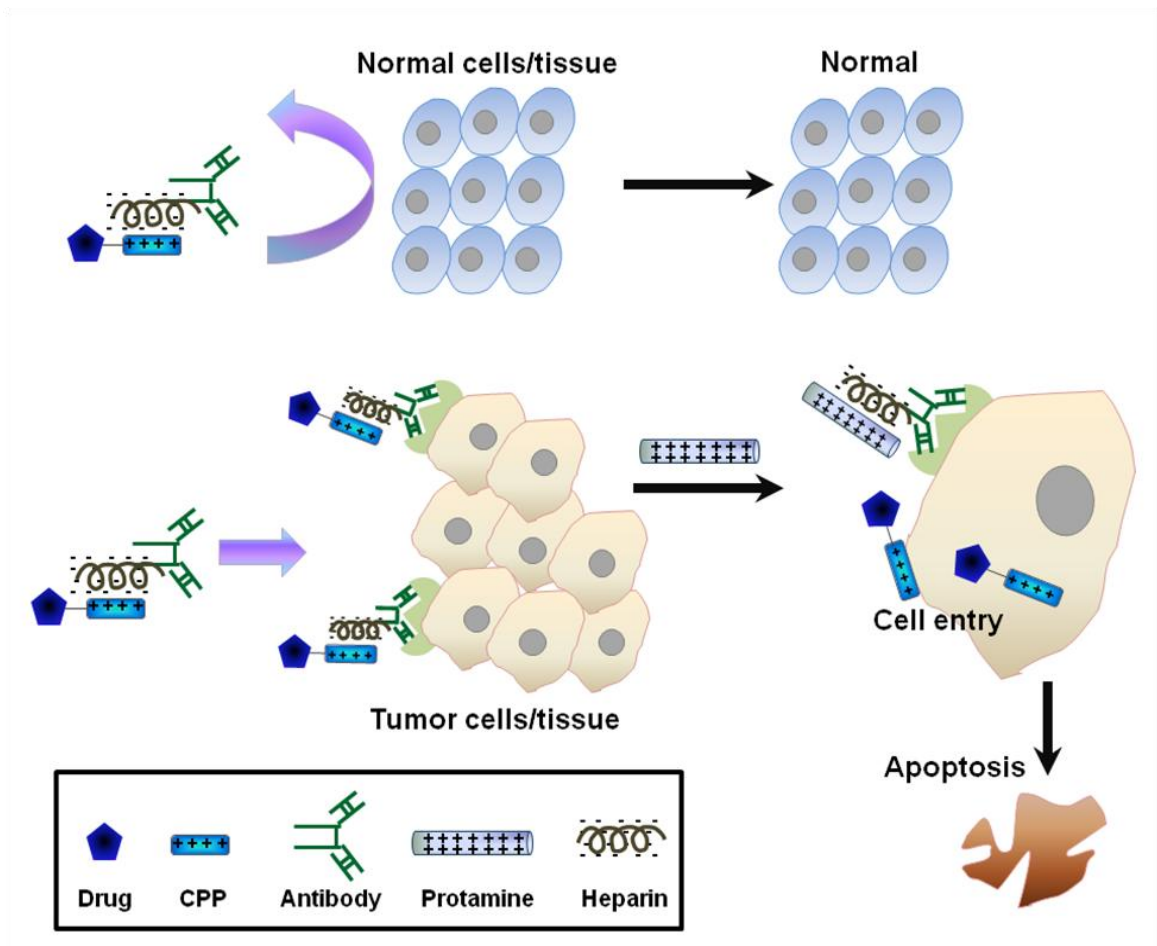 Normal cells/tissue
Normal
Cell entry
Tumor cells/tissue
Apoptosis
Drug
CPP
Antibody
Protamine
Heparin